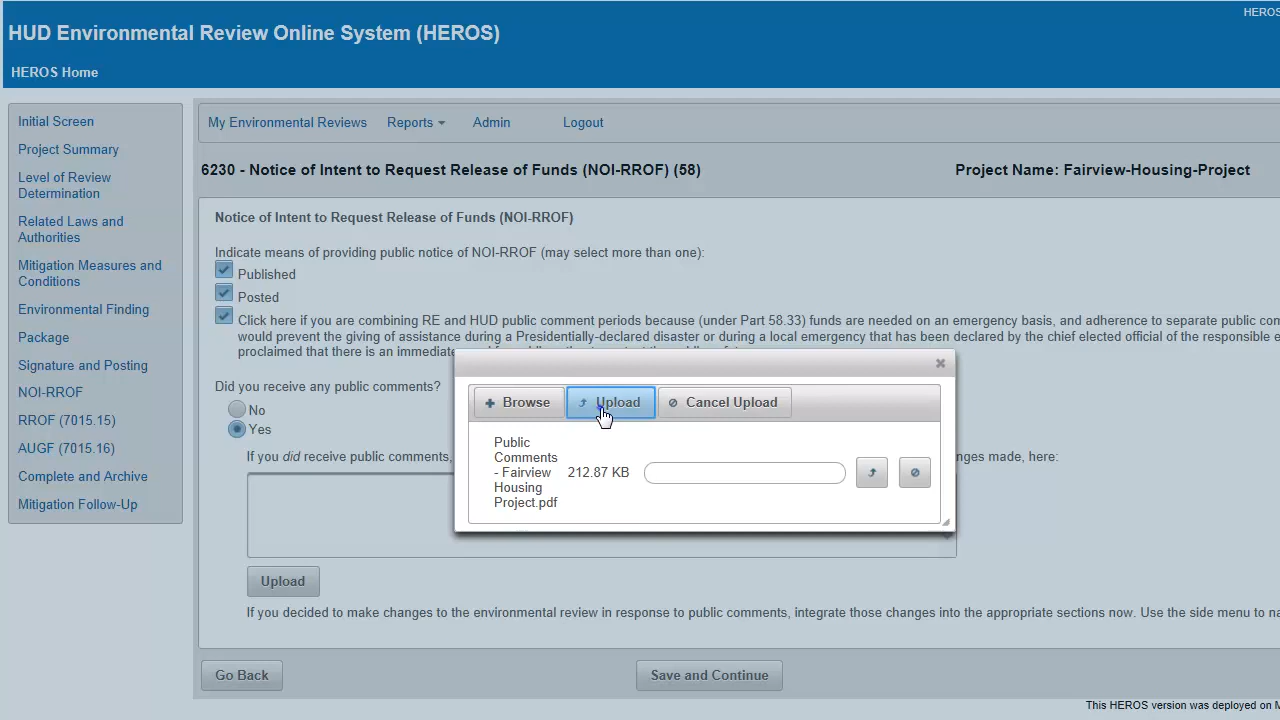 HEROS
HUD Environmental Review Online System (HEROS)
HEROS Home
Initial Screen
Project Summary
Level of Review
Determination
Related Laws and
Authorities
Mitigation Measures and
Conditions
Environmental Finding
Package
Signature and Posting
NOI-RROF
RROF (7015.15)
AUGF (7015.16)
Complete and Archive
Mitigation Follow-Up
My Environmental Reviews Reports Admin Logout
6230 - Notice of Intent to Request Release of Funds (NOI-RROF) (58) Project Name: Fairview-Housing-Project
Notice of Intent to Request Release of Funds (NOI-RROF)
Indicate means of providing public notice of NOI-RROF (may select more than one):
Published
Posted
Click here if you are combining RE and HUD public comment periods because (under Part 58.33) funds are needed on an emergency basis, and adherence to separate public com
would prevent the giving of assistance during a Presidentially-declared disaster or during a local emergency that has been declared by the chief elected official of the responsible e
proclaimed that there is an immediate
Did you receive any public comments?
No
Yes
If you did receive public comments, nges made, here:
Browse Upload Cancel Upload
Public
Comments
- Fairview 212.87 KB
Housing
Project.pdf
Upload
If you decided to make changes to the environmental review in response to public comments, integrate those changes into the appropriate sections now. Use the side menu to na
Go Back Save and Continue
This HEROS version was deployed on M